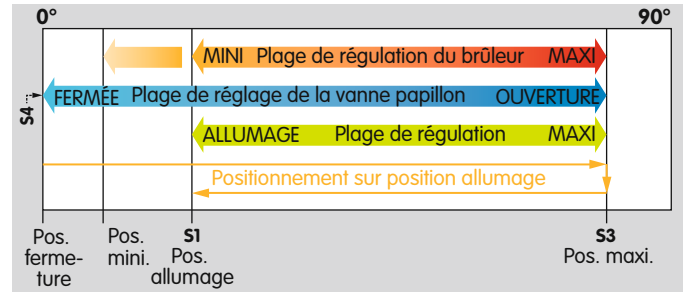 0° 90°
MINI Plage de régulation du brûleur MAXI
S4
FERMÉE Plage de réglage de la vanne papillon OUVERTURE
ALLUMAGE Plage de régulation MAXI
Positionnement sur position allumage
Pos. Pos. S1 S3
ferme- mini. Pos. Pos. maxi.
ture allumage